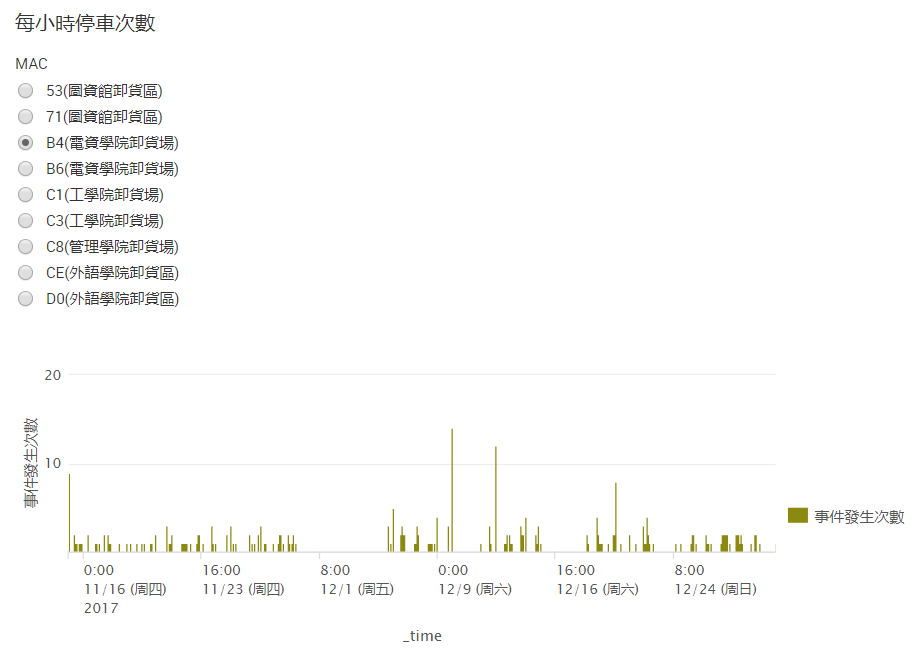 每小時停車次數
MAC
53(圖資館卸貨區)
71(圖資館卸貨區)
B4(電資學院卸貨場)
B6(電資學院卸貨場)
C1(工學院卸貨場)
C3(工學院卸貨場)
C8(管理學院卸貨場)
CE(外語學院卸貨區)
D0(外語學院卸貨區)
20
10
事件發生次數
事件發生次數
0:00 16:00 8:00 0:00 16:00 8:00
11/16 (周四) 11/23 (周四) 12/1 (周五) 12/9 (周六) 12/16 (周六) 12/24 (周日)
2017
_time